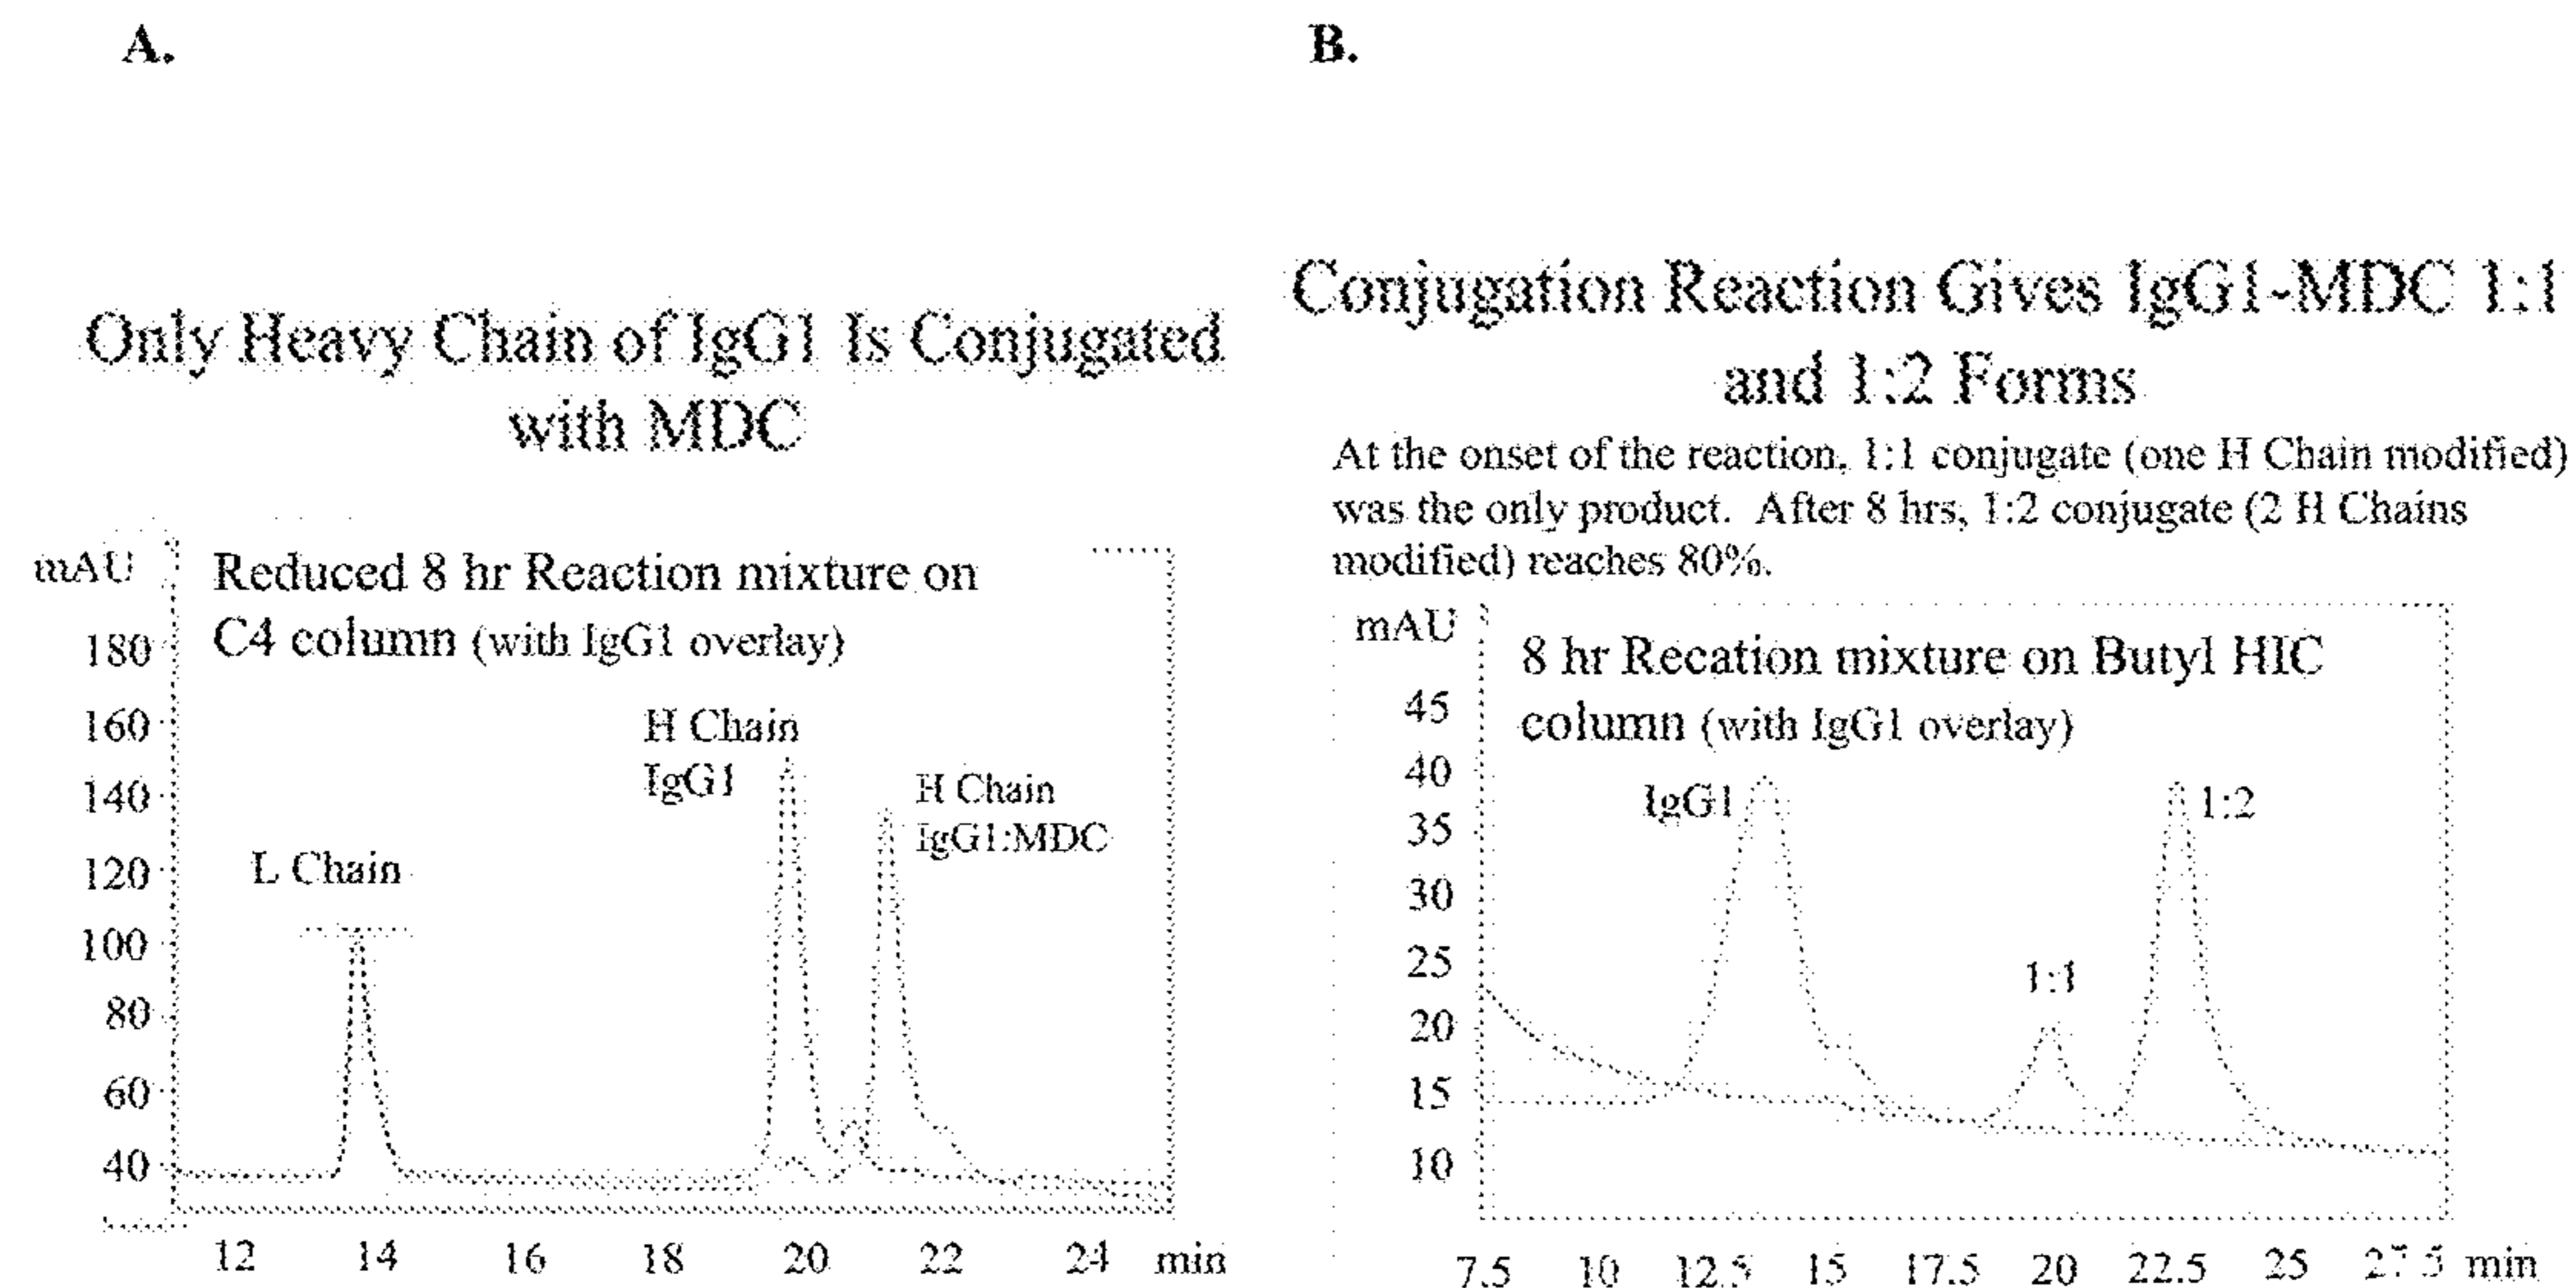 A.
Only Heavy Chain of IgG1 Is Conjugated
with MDC
mAU
Reduced 8 hr Reaction mixture on
C4 column (with IgG1 overlay)
180
160
140
120
100
80
60
40
H Chain
IgG1
H Chain
IgG1:MDC
L Chain
12 14 16 18 20 22 24 min
B.
Conjugation Reaction Gives IgG1-MDC 1:1
and 1:2 Forms
At the onset of the reaction, 1:1 conjugate (one H Chain modified)
was the only product. After 8 hrs, 1:2 conjugate (2 H Chains
modified) reaches 80%.
mAU
8 hr Recation mixture on Butyl HIC
column (with IgG1 overlay)
45
40
35
30
25
20
15
10
IgG1
1:2
1:1
7.5 10 12.5 15 17.5 20 22.5 25 27.5 min